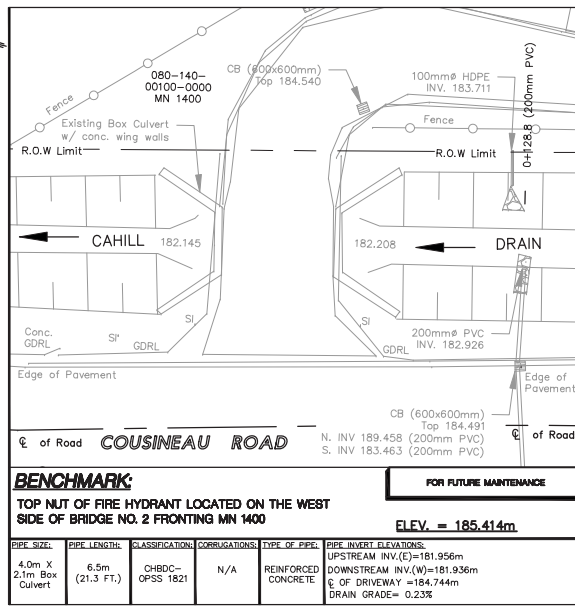 CB (600x600mm)
Top 184.540
080-140-
00100-0000
MN 1400
100mmø HDPE
INV. 183.711
0+128.8 (200mm PVC)
Fence
Fence
Existing Box Culvert
w/ conc. wing walls
R.O.W Limit
R.O.W Limit
CAHILL
182.145
182.208
DRAIN
SI
SI
Conc.
GDRL
SI
GDRL
GDRL
200mmø PVC
INV. 182.926
Edge of Pavement
Edge of
Pavement
CB (600x600mm)
Top 184.491
N. INV 189.458 (200mm PVC)
S. INV 183.463 (200mm PVC)
℄ of Road
COUSINEAU ROAD
℄ of Road
BENCHMARK:
TOP NUT OF FIRE HYDRANT LOCATED ON THE WEST
SIDE OF BRIDGE NO. 2 FRONTING MN 1400
FOR FUTURE MAINTENANCE
ELEV. = 185.414m
PIPE SIZE:
4.0m X
2.1m Box
Culvert
PIPE LENGTH:
6.5m
(21.3 FT.)
CLASSIFICATION:
CHBDC-
OPSS 1821
CORRUGATIONS:
N/A
TYPE OF PIPE:
REINFORCED
CONCRETE
PIPE INVERT ELEVATIONS:
UPSTREAM INV.(E)=181.956m
DOWNSTREAM INV.(W)=181.936m
℄ OF DRIVEWAY =184.744m
DRAIN GRADE= 0.23%